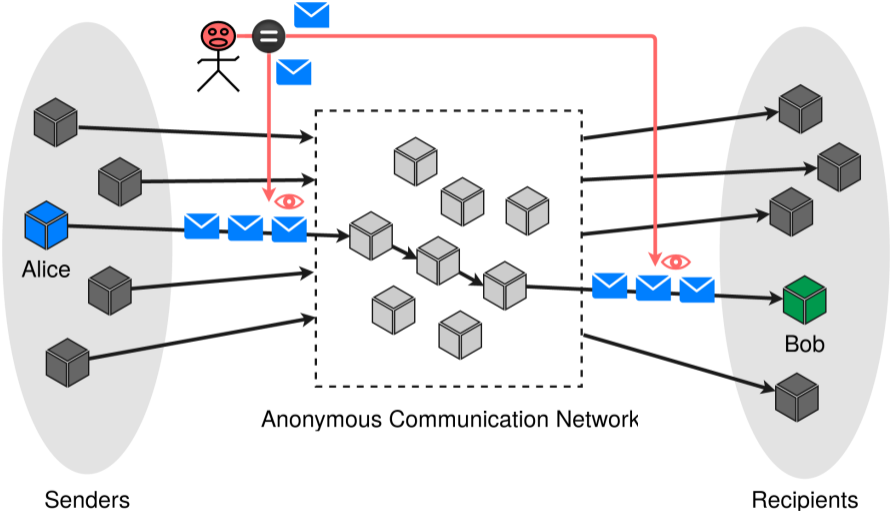 =
Alice
Bob
Anonymous Communication Network
Senders
Recipients